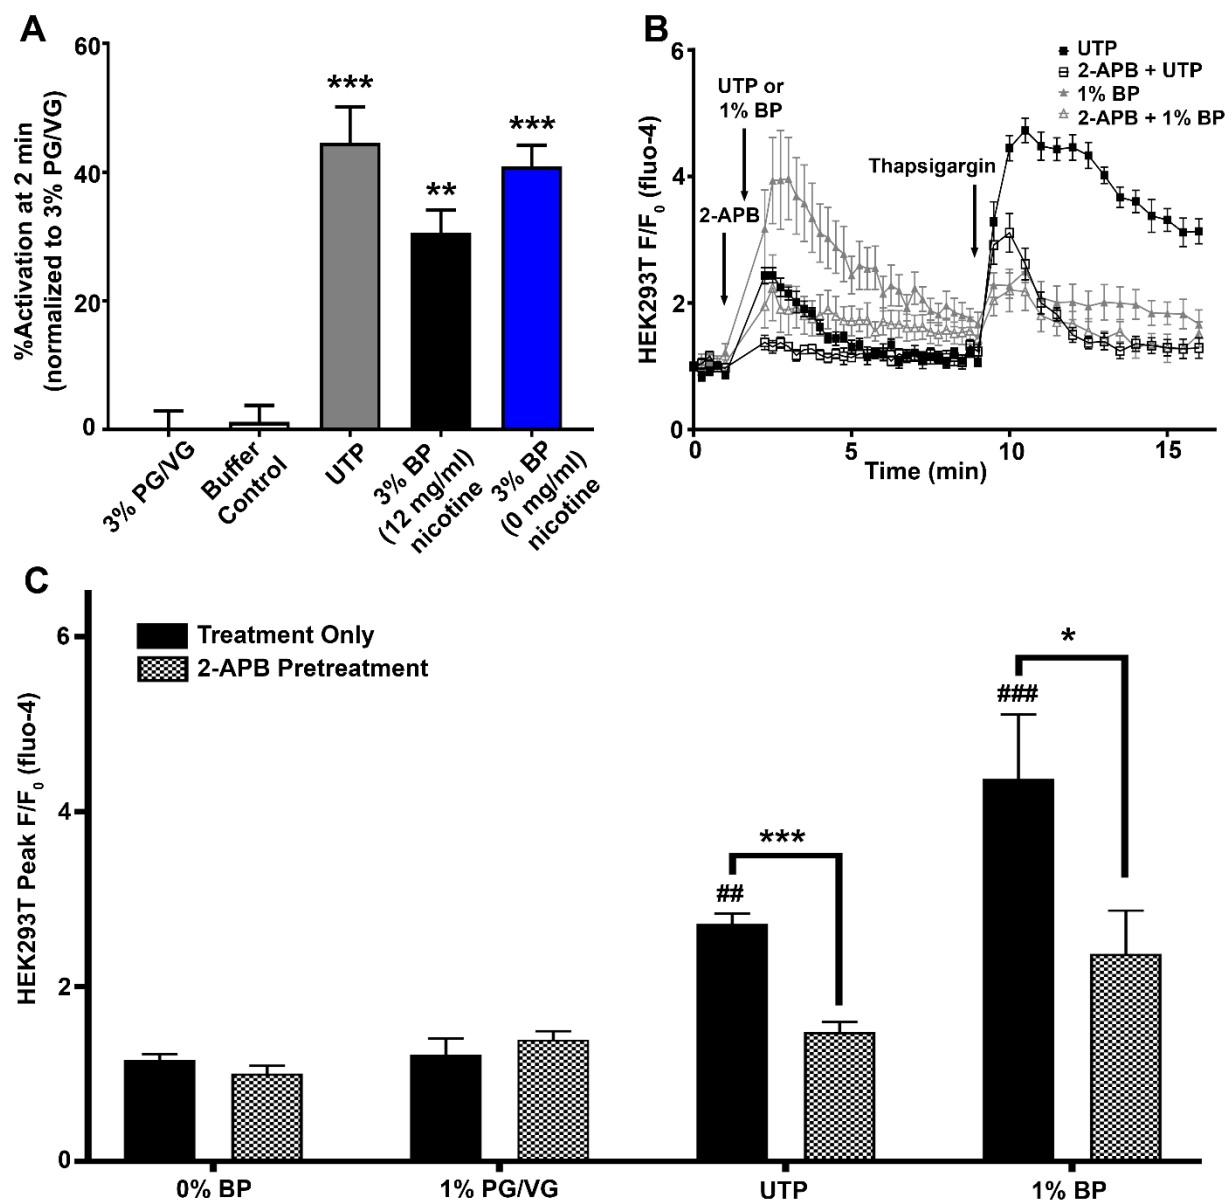 A
%Activation at 2 min
(normalized to 3% PG/VG)
60
40
20
0
***
**
***
3% PG/VG
Buffer
Control
UTP
3% BP
(12 mg/ml)
nicotine
3% BP
(0 mg/ml)
nicotine
B
HEK293T F/F0 (fluo-4)
6
4
2
0
UTP or
1% BP
2-APB
Thapsigargin
UTP
2-APB + UTP
1% BP
2-APB + 1% BP
0
5
10
15
Time (min)
C
HEK293T Peak F/F0 (fluo-4)
6
4
2
0
Treatment Only
2-APB Pretreatment
***
##
*
###
0% BP
1% PG/VG
UTP
1% BP